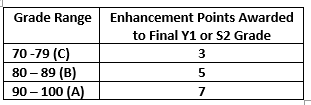 Grade Range Enhancement Points Awarded
to Final Y1 or S2 Grade
70 -79 (C) 3
80 – 89 (B) 5
90 – 100 (A) 7